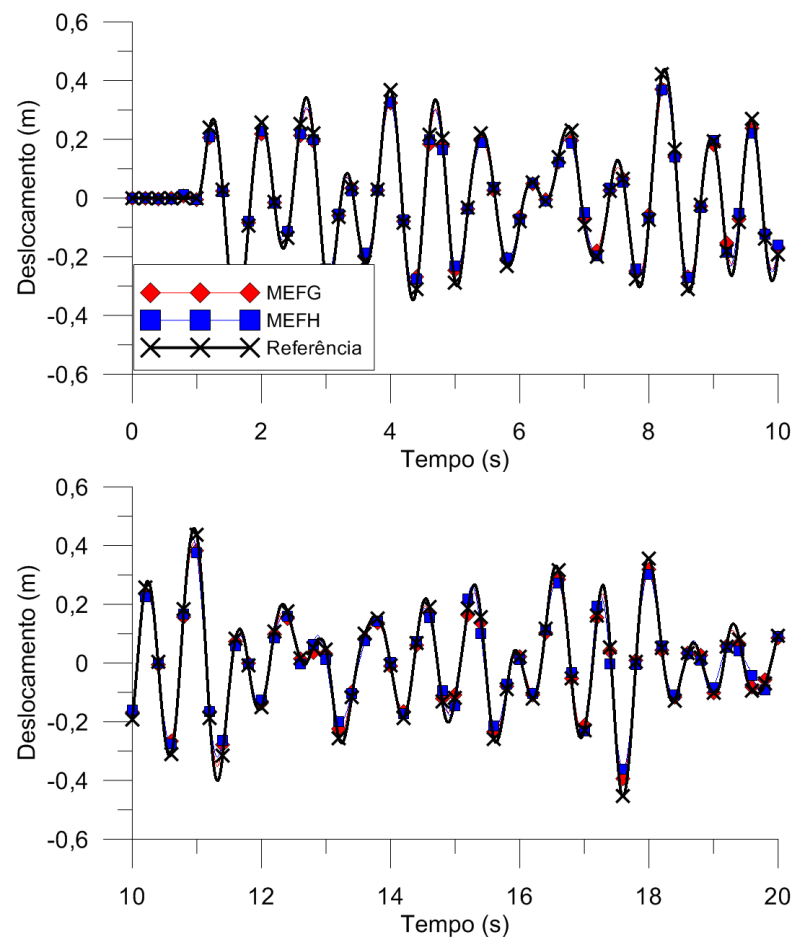 0,6
0,4
0,2
0
-0,2
-0,4
-0,6
Deslocamento (m)
MEFG
MEFH
Referência
0 2 4 6 8 10
Tempo (s)
0,6
0,4
0,2
0
-0,2
-0,4
-0,6
Deslocamento (m)
10 12 14 16 18 20
Tempo (s)